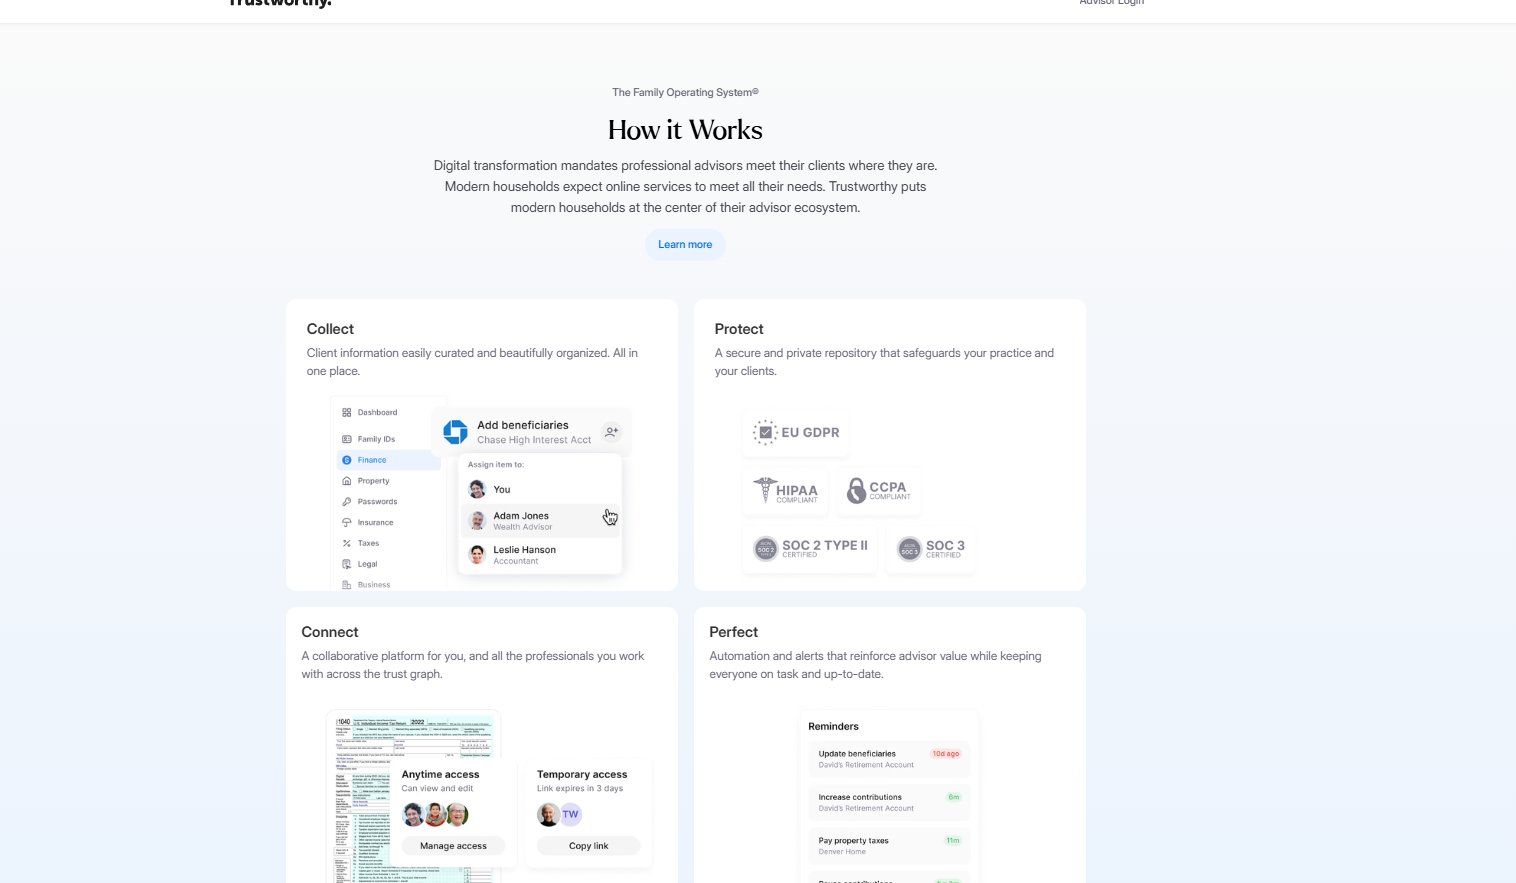 Trustworthy.
Advisor Login
The Family Operating System®
How it Works
Digital transformation mandates professional advisors meet their clients where they are.
Modern households expect online services to meet all their needs. Trustworthy puts
modern households at the center of their advisor ecosystem.
Learn more
Collect
Client information easily curated and beautifully organized. All in
one place.
Dashboard
Family IDs
Finance
Property
Passwords
Insurance
Taxes
Legal
Business
Add beneficiaries
Chase High Interest Acct
Assign item to:
You
Adam Jones
Wealth Advisor
Leslie Hanson
Accountant
Protect
A secure and private repository that safeguards your practice and
your clients.
EU GDPR
HIPAA
COMPLIANT
CCPA
COMPLIANT
SOC 2 TYPE II
CERTIFIED
SOC 3
CERTIFIED
Connect
A collaborative platform for you, and all the professionals you work
with across the trust graph.
1040
U.S. Individual Income Tax Return
2022
Anytime access
Can view and edit
Manage access
Temporary access
Link expires in 3 days
TW
Copy link
Perfect
Automation and alerts that reinforce advisor value while keeping
everyone on task and up-to-date.
Reminders
Update beneficiaries
10d ago
David's Retirement Account
Increase contributions
6m
David's Retirement Account
Pay property taxes
11m
Denver Home